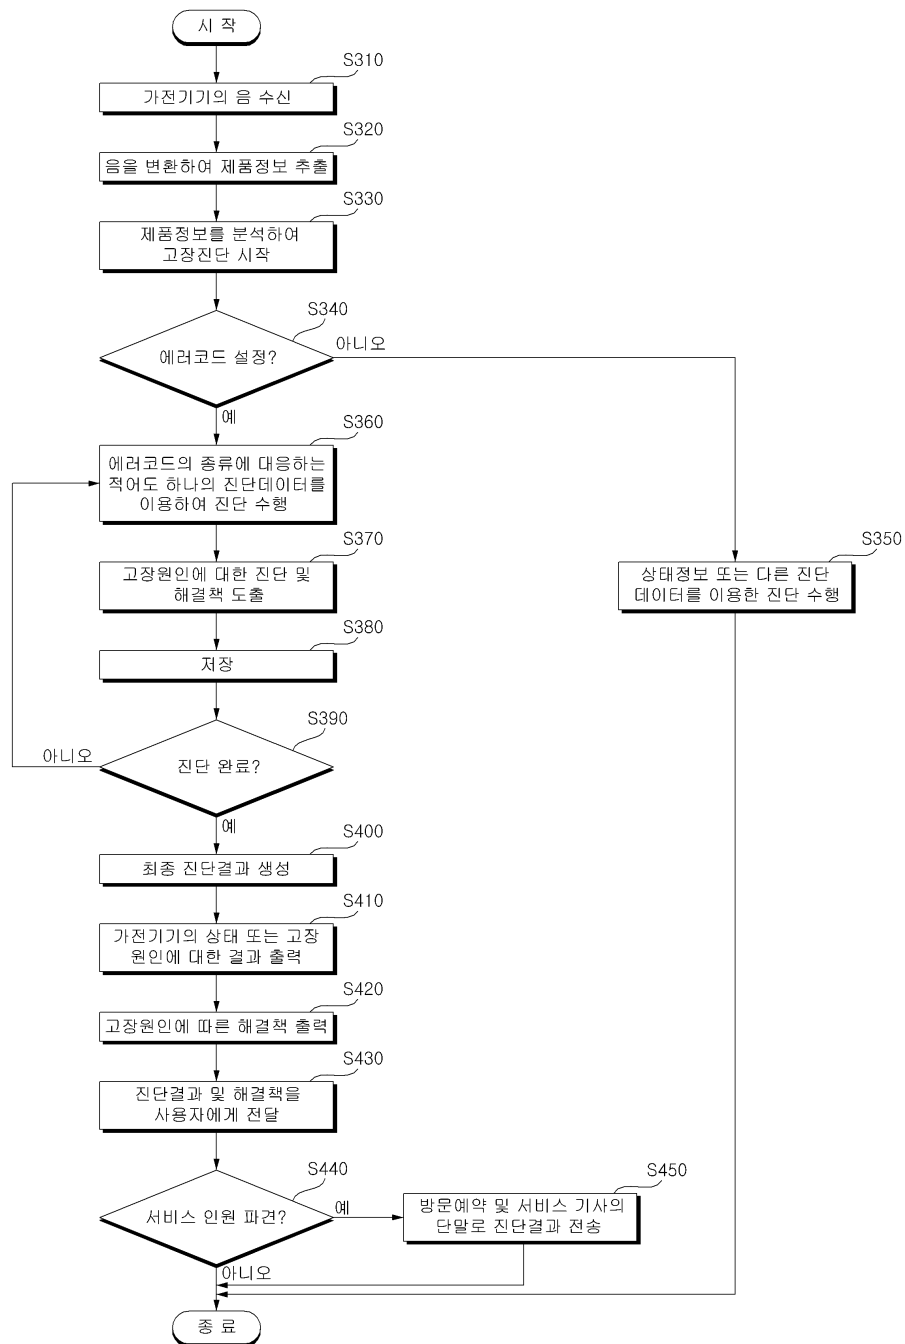 시 작
S310
가전기기의 음 수신
S320
음을 변환하여 제품정보 추출
S330
제품정보를 분석하여
고장진단 시작
S340
에러코드 설정?
아니오
예
S360
에러코드의 종류에 대응하는
적어도 하나의 진단데이터를
이용하여 진단 수행
S370
고장원인에 대한 진단 및
해결책 도출
S350
상태정보 또는 다른 진단
데이터를 이용한 진단 수행
S380
저장
S390
진단 완료?
아니오
예
S400
최종 진단결과 생성
S410
가전기기의 상태 또는 고장
원인에 대한 결과 출력
S420
고장원인에 따른 해결책 출력
S430
진단결과 및 해결책을
사용자에게 전달
S440
서비스 인원 파견?
예
S450
방문예약 및 서비스 기사의
단말로 진단결과 전송
아니오
종 료